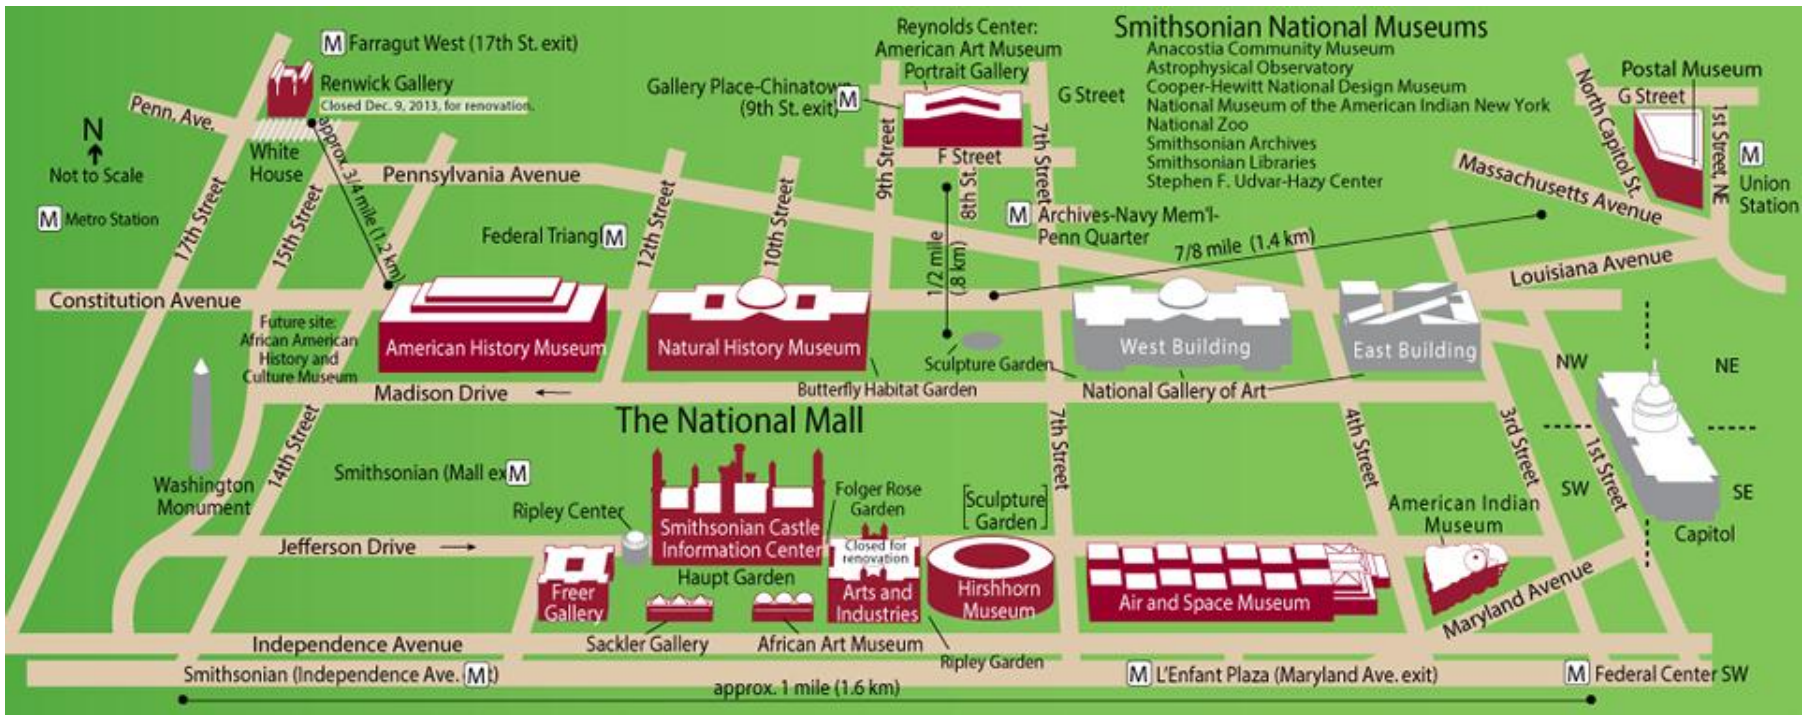 Smithsonian National Museums
Anacostia Community Museum
Astrophysical Observatory
Cooper-Hewitt National Design Museum
National Museum of the American Indian New York
National Zoo
Smithsonian Archives
Smithsonian Libraries
Stephen F. Udvar-Hazy Center
M Farragut West (17th St. exit)
Renwick Gallery
Closed Dec. 9, 2013, for renovation.
Reynolds Center:
American Art Museum
Portrait Gallery
Gallery Place-Chinatown
(9th St. exit) M
G Street
Postal Museum
G Street
North Capitol St.
1st Street, NE
M
Union
Station
Penn. Ave.
N
Not to Scale
M Metro Station
White
House
approx. 3/4 mile (1.2 km)
17th Street
15th Street
Pennsylvania Avenue
Federal Triangl M
12th Street
10th Street
9th Street
F Street
8th St.
7th Street
M Archives-Navy Mem'l-
Penn Quarter
1/2 mile
(.8 km)
7/8 mile (1.4 km)
Massachusetts Avenue
Louisiana Avenue
Constitution Avenue
Future site:
African American
History and
Culture Museum
American History Museum
Natural History Museum
Sculpture Garden
West Building
East Building
Butterfly Habitat Garden
National Gallery of Art
Madison Drive
The National Mall
NW
NE
SW
SE
Capitol
Washington
Monument
14th Street
Smithsonian (Mall ex M
7th Street
4th Street
3rd Street
1st Street
Ripley Center
Smithsonian Castle
Information Center
Folger Rose
Garden
Sculpture
Garden
American Indian
Museum
Jefferson Drive
Freer
Gallery
Haupt Garden
Closed for
renovation
Arts and
Industries
Hirshhorn
Museum
Air and Space Museum
Maryland Avenue
Independence Avenue
Sackler Gallery
African Art Museum
Ripley Garden
Smithsonian (Independence Ave. M t)
M L'Enfant Plaza (Maryland Ave. exit)
M Federal Center SW
approx. 1 mile (1.6 km)